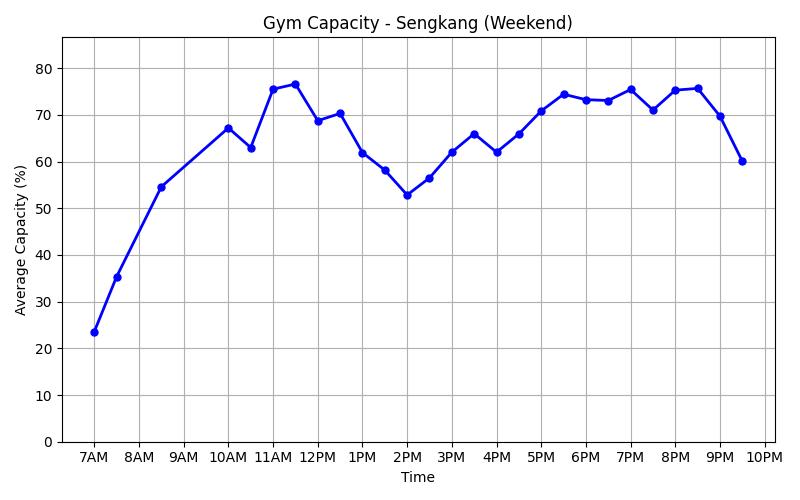 Gym Capacity - Sengkang (Weekend)
Average Capacity (%)
80
70
60
50
40
30
20
10
0
7AM 8AM 9AM 10AM 11AM 12PM 1PM 2PM 3PM 4PM 5PM 6PM 7PM 8PM 9PM 10PM
Time